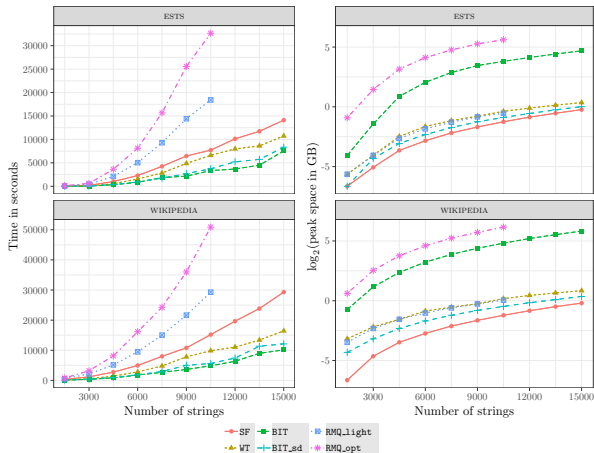 ESTS
ESTS
Time in seconds
30000
25000
20000
15000
10000
5000
0
log2(peak space in GB)
5
0
-5
WIKIPEDIA
WIKIPEDIA
50000
40000
30000
20000
10000
0
5
0
-5
3000 6000 9000 12000 15000
3000 6000 9000 12000 15000
Number of strings
Number of strings
SF BIT RMQ_light
WT BIT_sd RMQ_opt